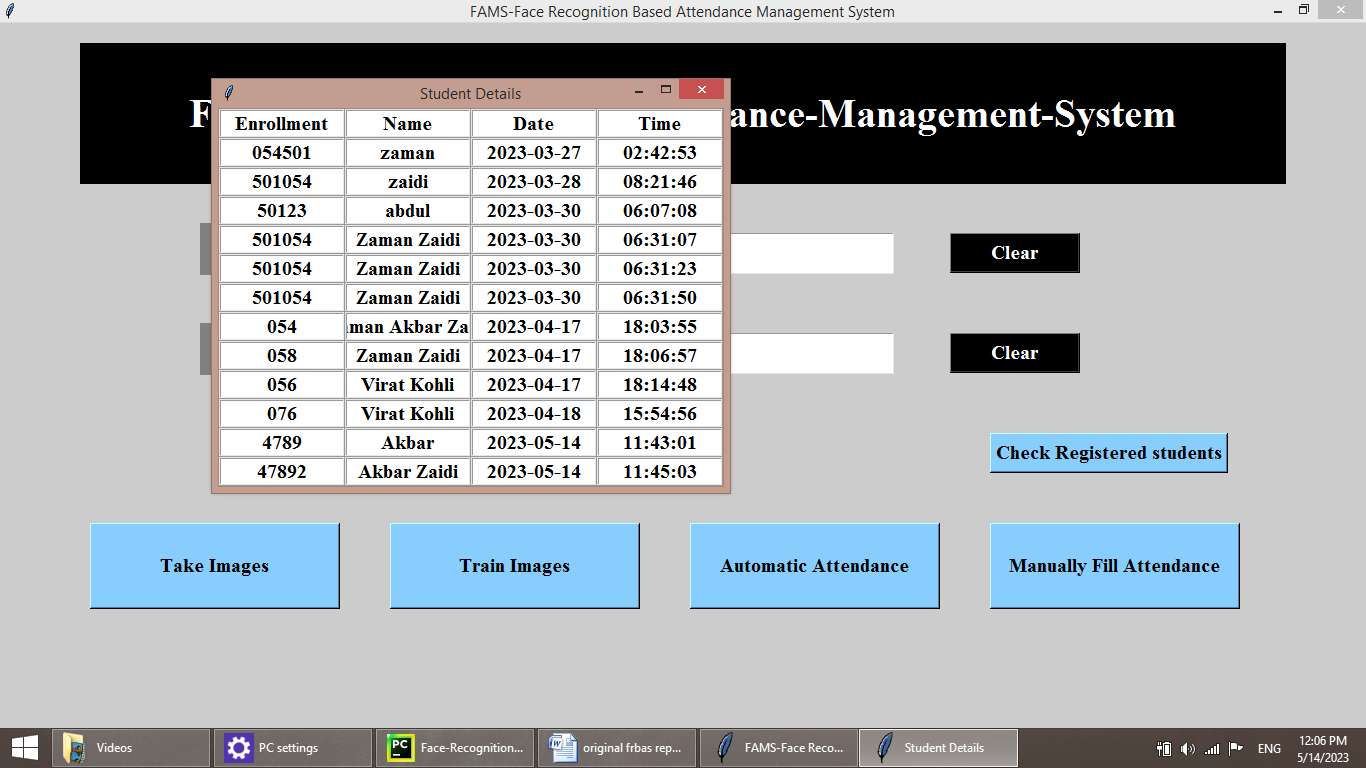 FAMS-Face Recognition Based Attendance Management System
ance-Management-System
Student Details
Enrollment Name Date Time
054501 zaman 2023-03-27 02:42:53
501054 zaidi 2023-03-28 08:21:46
50123 abdul 2023-03-30 06:07:08
501054 Zaman Zaidi 2023-03-30 06:31:07
501054 Zaman Zaidi 2023-03-30 06:31:23
501054 Zaman Zaidi 2023-03-30 06:31:50
054 man Akbar Za 2023-04-17 18:03:55
058 Zaman Zaidi 2023-04-17 18:06:57
056 Virat Kohli 2023-04-17 18:14:48
076 Virat Kohli 2023-04-18 15:54:56
4789 Akbar 2023-05-14 11:43:01
47892 Akbar Zaidi 2023-05-14 11:45:03
Clear
Clear
Check Registered students
Take Images Train Images Automatic Attendance Manually Fill Attendance
Videos PC settings Face-Recognition... original frbas rep... FAMS-Face Reco... Student Details ENG 12:06 PM
5/14/2023